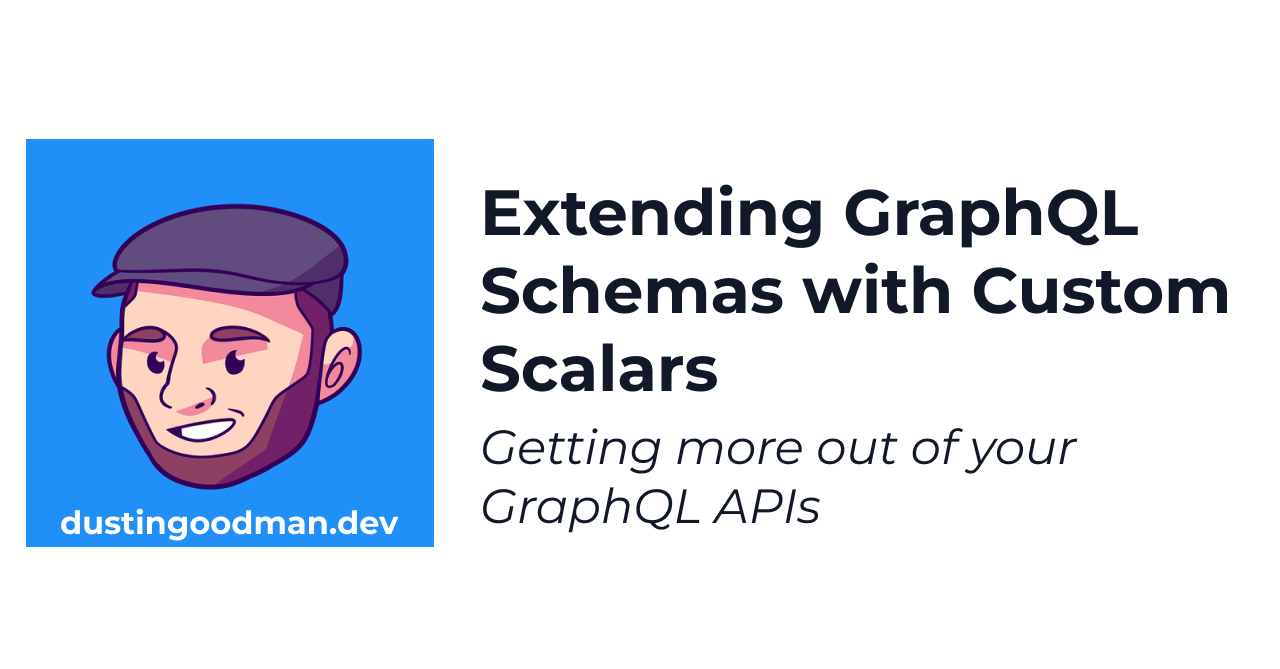 Extending GraphQL
Schemas with Custom
Scalars
Getting more out of your
GraphQL APIs
dustingoodman.dev